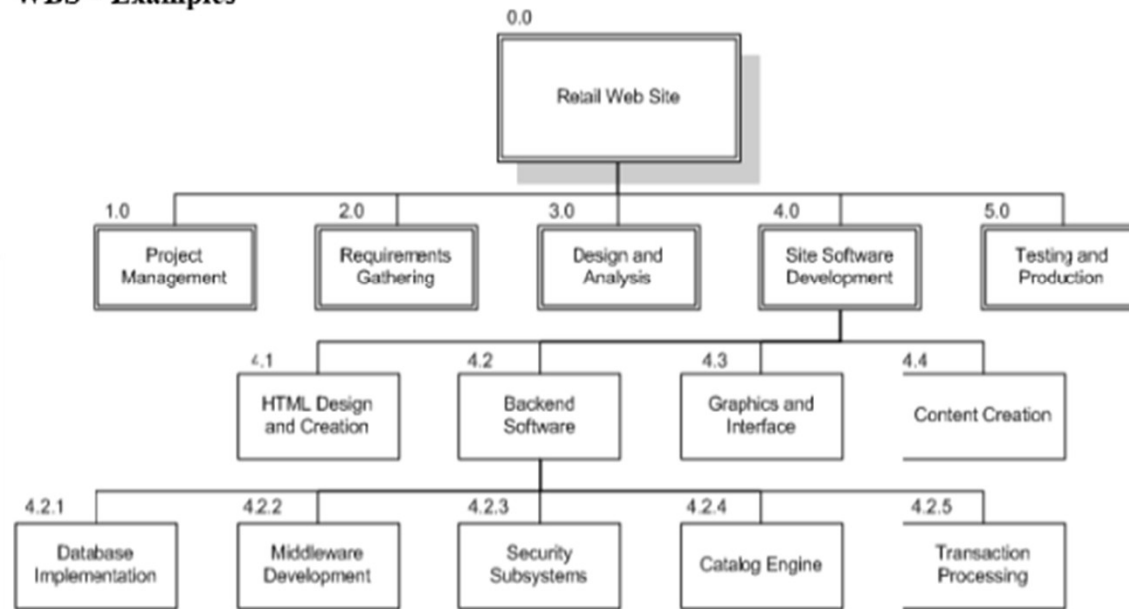 WBS – Examples
0.0
Retail Web Site
1.0
2.0
3.0
4.0
5.0
Project
Management
Requirements
Gathering
Design and
Analysis
Site Software
Development
Testing and
Production
4.1
4.2
4.3
4.4
HTML Design
and Creation
Backend
Software
Graphics and
Interface
Content Creation
4.2.1
4.2.2
4.2.3
4.2.4
4.2.5
Database
Implementation
Middleware
Development
Security
Subsystems
Catalog Engine
Transaction
Processing